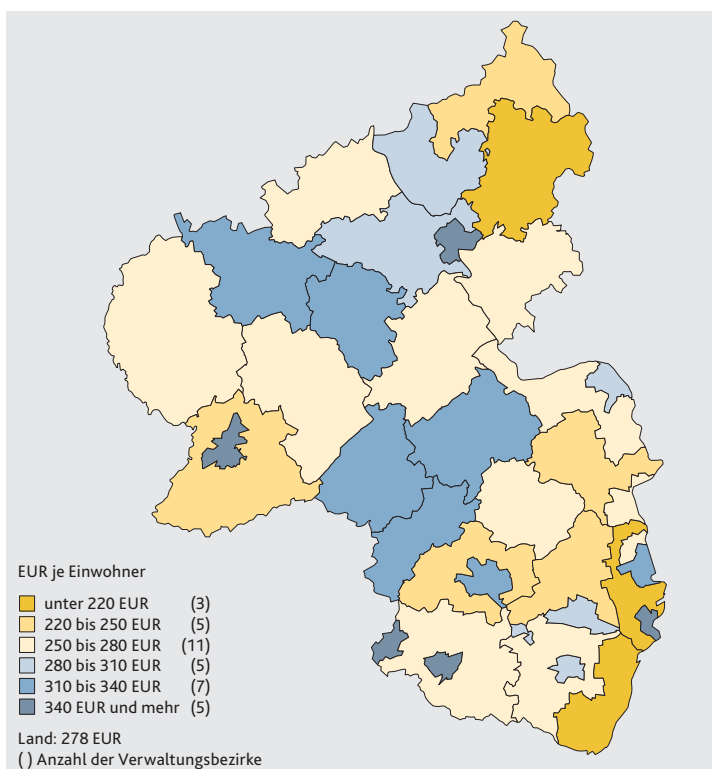 EUR je Einwohner
unter 220 EUR (3)
220 bis 250 EUR (5)
250 bis 280 EUR (11)
280 bis 310 EUR (5)
310 bis 340 EUR (7)
340 EUR und mehr (5)
Land: 278 EUR
( ) Anzahl der Verwaltungsbezirke